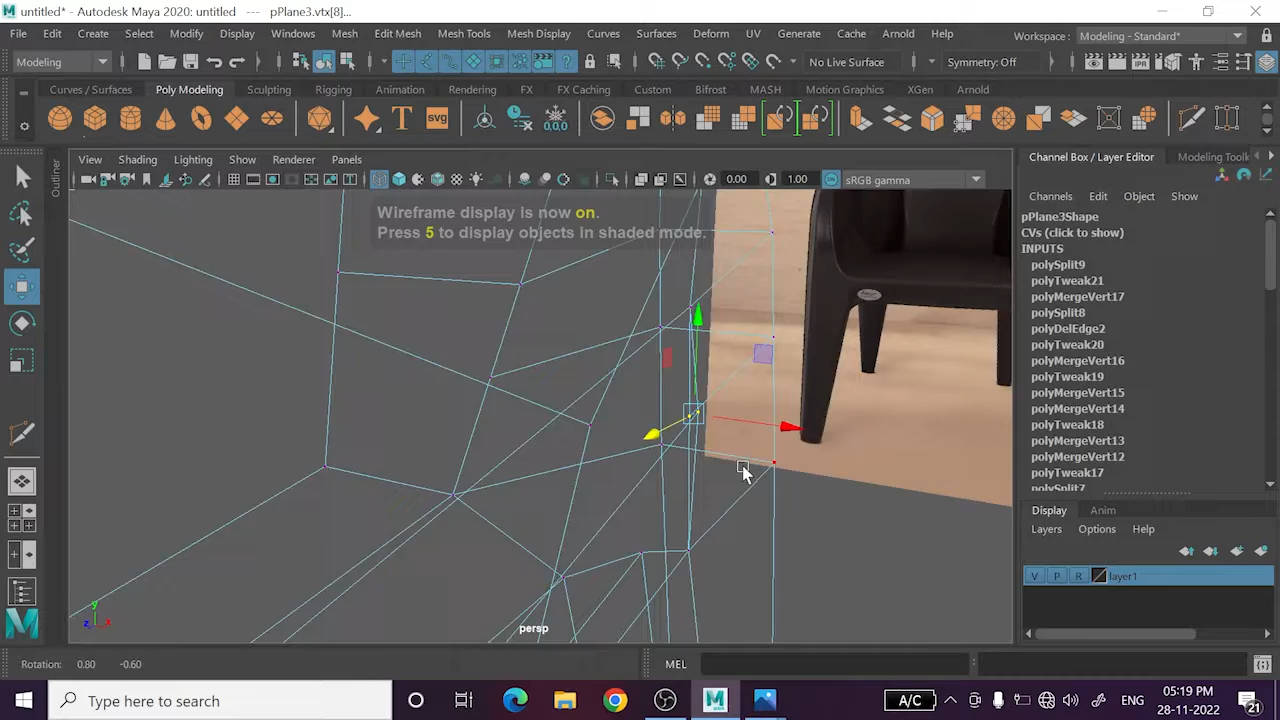 untitled* - Autodesk Maya 2020: untitled --- pPlane3.vtx[8]...
File Edit Create Select Modify Display Windows Mesh Edit Mesh Mesh Tools Mesh Display Curves Surfaces Deform UV Generate Cache Arnold Help Workspace : Modeling - Standard*
Modeling No Live Surface Symmetry: Off
Curves / Surfaces Poly Modeling Sculpting Rigging Animation Rendering FX FX Caching Custom Bifrost MASH Motion Graphics XGen Arnold
T svg 0,0,0
View Shading Lighting Show Renderer Panels
0.00 1.00 sRGB gamma
Outliner
Wireframe display is now on.
Press 5 to display objects in shaded mode.
y
z x
persp
Channel Box / Layer Editor Modeling Toolk
Channels Edit Object Show
pPlane3Shape
CVs (click to show)
INPUTS
polySplit9
polyTweak21
polyMergeVert17
polySplit8
polyDelEdge2
polyTweak20
polyMergeVert16
polyTweak19
polyMergeVert15
polyMergeVert14
polyTweak18
polyMergeVert13
polyMergeVert12
polyTweak17
polySplit7
Display Anim
Layers Options Help
V P R layer1
Rotation: 0.80 -0.60 MEL
Type here to search
A/C ENG 05:19 PM
28-11-2022
21